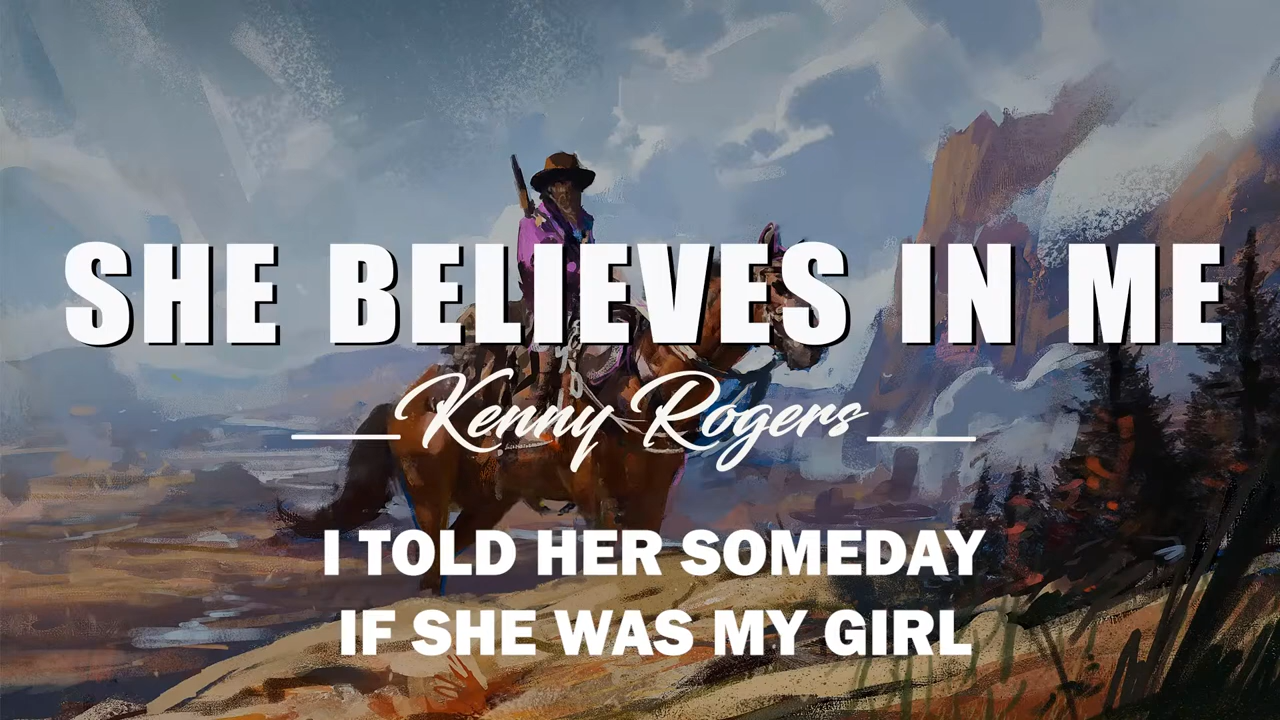 SHE BELIEVES IN ME
Kenny Rogers
I TOLD HER SOMEDAY
IF SHE WAS MY GIRL